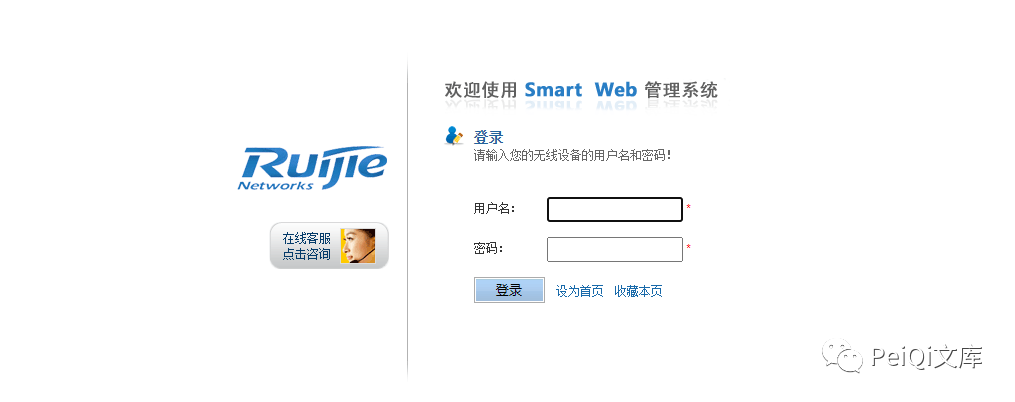 欢迎使用 Smart Web 管理系统
登录
请输入您的无线设备的用户名和密码!
Ruijie
Networks
在线客服
点击咨询
用户名: *
密码: *
登录 设为首页 收藏本页
PeiQi文库